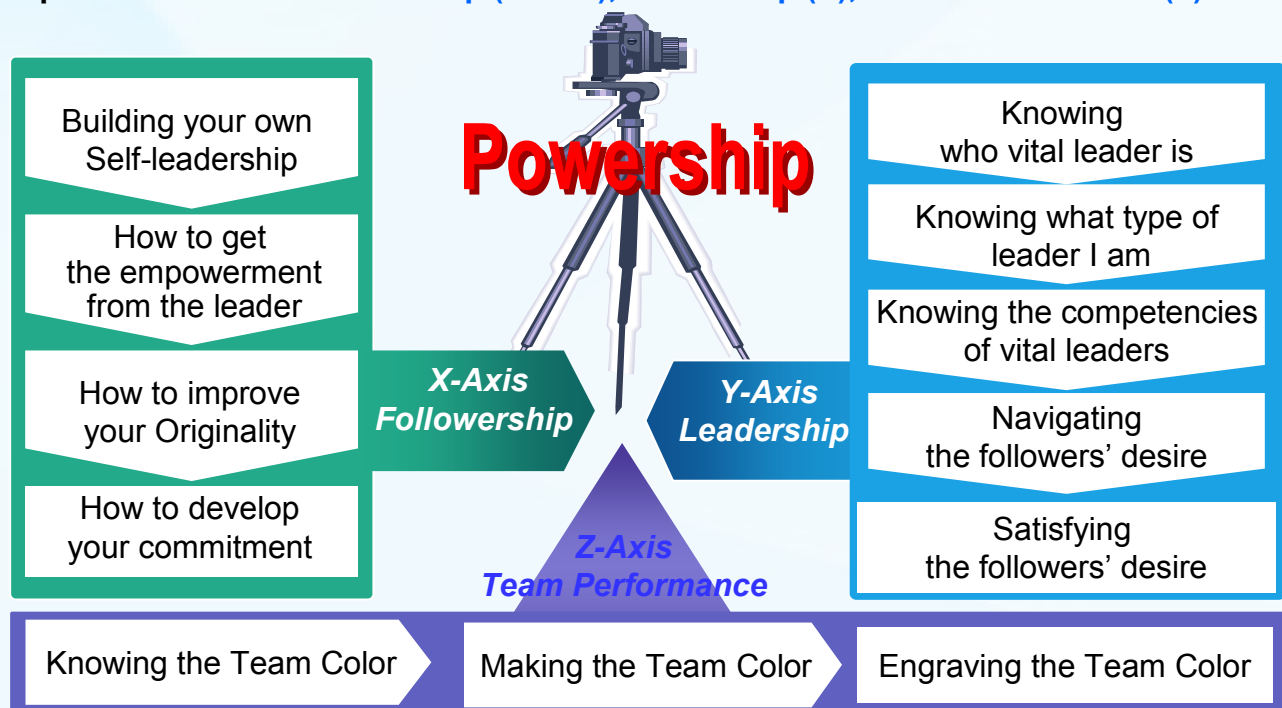 Powership
Building your own
Self-leadership
How to get
the empowerment
from the leader
How to improve
your Originality
How to develop
your commitment
X-Axis
Followership
Y-Axis
Leadership
Knowing
who vital leader is
Knowing what type of
leader I am
Knowing the competencies
of vital leaders
Navigating
the followers’ desire
Satisfying
the followers’ desire
Z-Axis
Team Performance
Knowing the Team Color
Making the Team Color
Engraving the Team Color